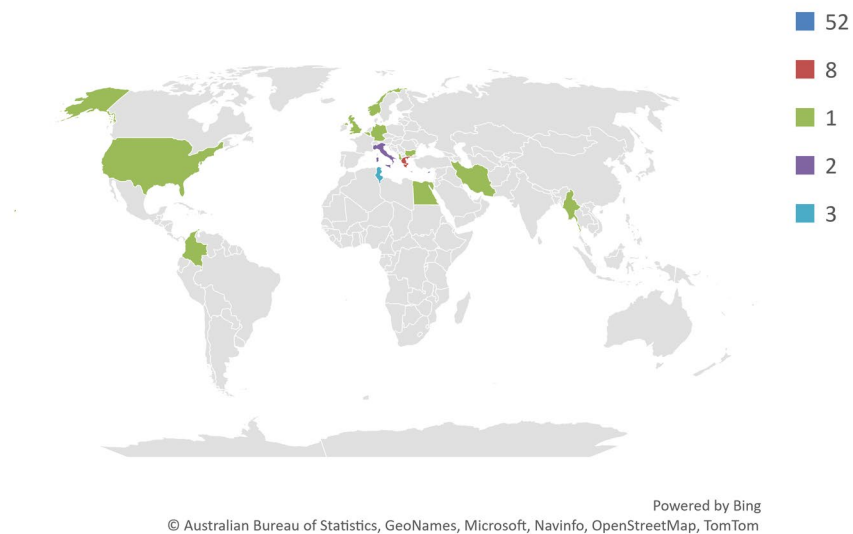 52
8
1
2
3
Powered by Bing
© Australian Bureau of Statistics, GeoNames, Microsoft, Navinfo, OpenStreetMap, TomTom